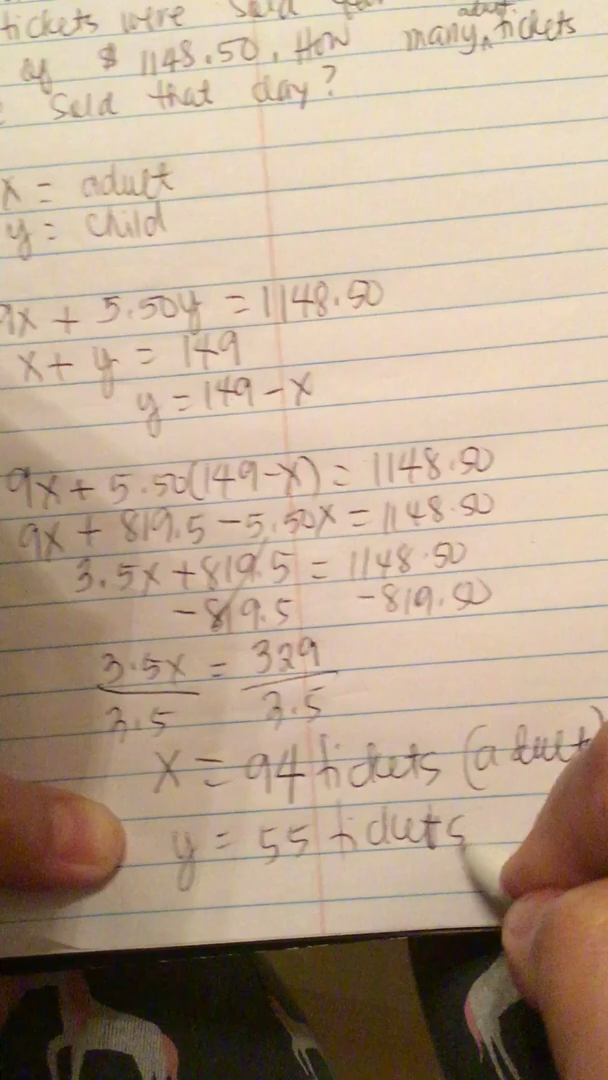 tickets were sold
of $ 1148.50. How many adult tickets
sold that day?
x = adult
y = child
9x + 5.50y = 1148.50
x + y = 149
y = 149 - x
9x + 5.50(149-x) = 1148.50
9x + 819.5 - 5.50x = 1148.50
3.5x + 819.5 = 1148.50
-819.5 -819.50
3.5x = 329
3.5 3.5
x = 94 tickets (adult
y = 55 tickets